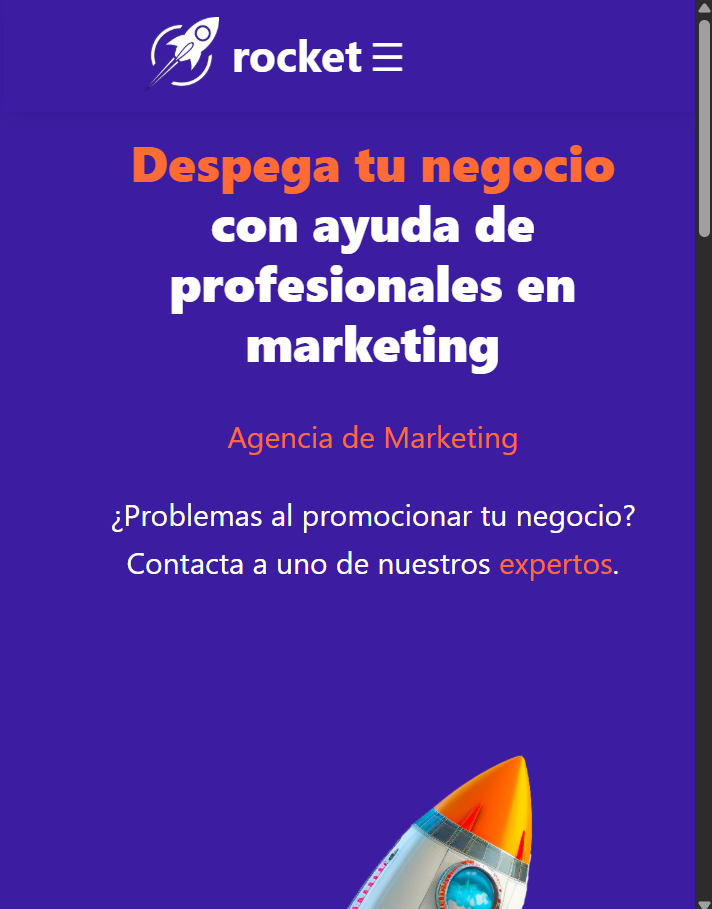 rocket ☰
Despega tu negocio
con ayuda de
profesionales en
marketing
Agencia de Marketing
¿Problemas al promocionar tu negocio?
Contacta a uno de nuestros expertos.